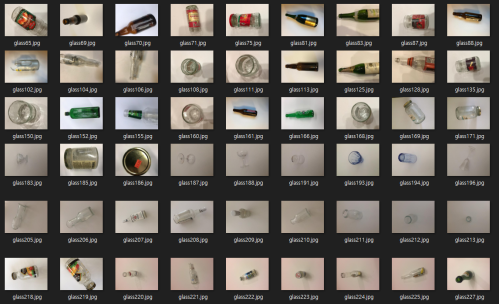 glass65.jpg glass69.jpg glass70.jpg glass71.jpg glass75.jpg glass81.jpg glass83.jpg glass87.jpg glass88.jpg
glass102.jpg glass104.jpg glass106.jpg glass108.jpg glass111.jpg glass113.jpg glass125.jpg glass128.jpg glass135.jpg
glass150.jpg glass152.jpg glass155.jpg glass160.jpg glass161.jpg glass166.jpg glass168.jpg glass169.jpg glass171.jpg
glass183.jpg glass185.jpg glass186.jpg glass187.jpg glass188.jpg glass191.jpg glass193.jpg glass194.jpg glass196.jpg
glass205.jpg glass206.jpg glass207.jpg glass208.jpg glass209.jpg glass210.jpg glass211.jpg glass212.jpg glass213.jpg
glass218.jpg glass219.jpg glass220.jpg glass221.jpg glass222.jpg glass223.jpg glass224.jpg glass225.jpg glass227.jpg